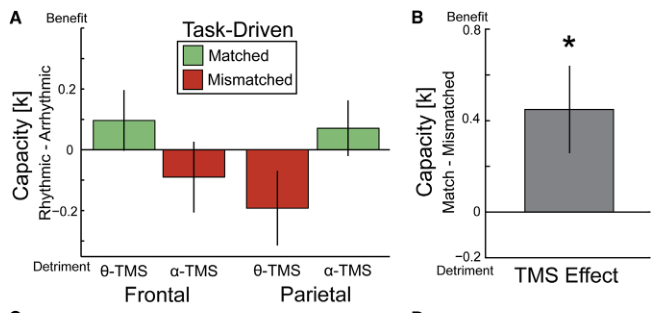 A
Benefit
Task-Driven
Matched
Mismatched
Capacity [k]
Rhythmic - Arrhythmic
0.2
0
−0.2
Detriment
θ-TMS
α-TMS
θ-TMS
α-TMS
Frontal
Parietal
B
Benefit
0.8
*
Capacity [k]
Match - Mismatched
0.4
0
−0.2
Detriment
TMS Effect